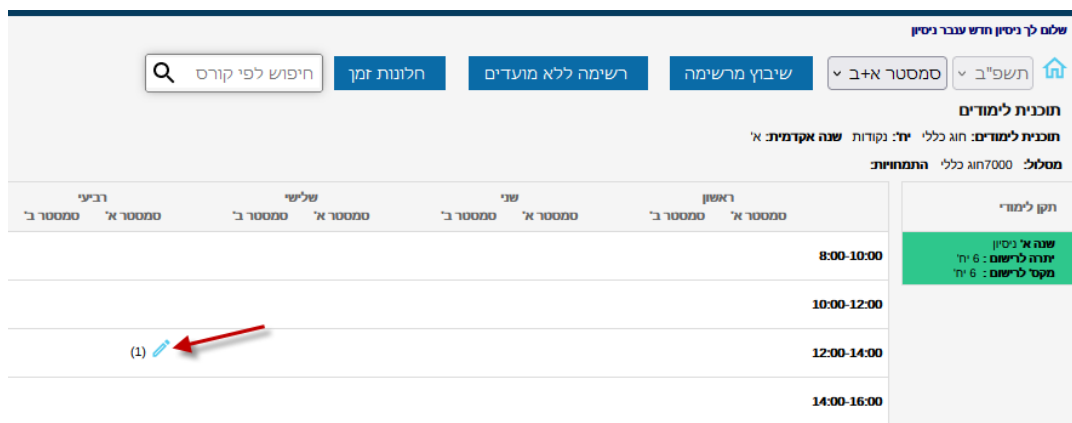 שלום לך ניסיון חדש ענבר ניסיון
תשפ"ב סמסטר א+ב שיבוץ מרשימה רשימה ללא מועדים חלונות זמן חיפוש לפי קורס
תוכנית לימודים
תוכנית לימודים: חוג כללי יח': נקודות שנה אקדמית: א'
מסלול: 7000חוג כללי התמחויות:
תקן לימודי
שנה א' ניסיון
יתרה לרישום : 6 יח'
מקס' לרישום : 6 יח'
ראשון שני שלישי רביעי
סמסטר א' סמסטר ב' סמסטר א' סמסטר ב' סמסטר א' סמסטר ב' סמסטר א' סמסטר ב'
8:00-10:00
10:00-12:00
12:00-14:00 (1)
14:00-16:00